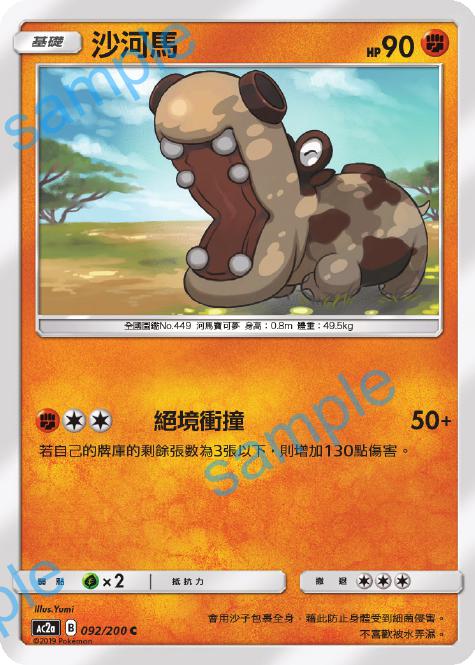 基礎 沙河馬 HP90
sample
全國圖鑑No.449 河馬寶可夢 身高：0.8m 體重：49.5kg
絕境衝撞 50+
若自己的牌庫的剩餘張數為3張以下，則增加130點傷害。
sample
弱點 ×2 抵抗力 撤退
sample
Illus.Yumi
AC2a B 092/200 C
©2019 Pokémon
會用沙子包裹全身，藉此防止身體受到細菌侵害。
不喜歡被水弄濕。